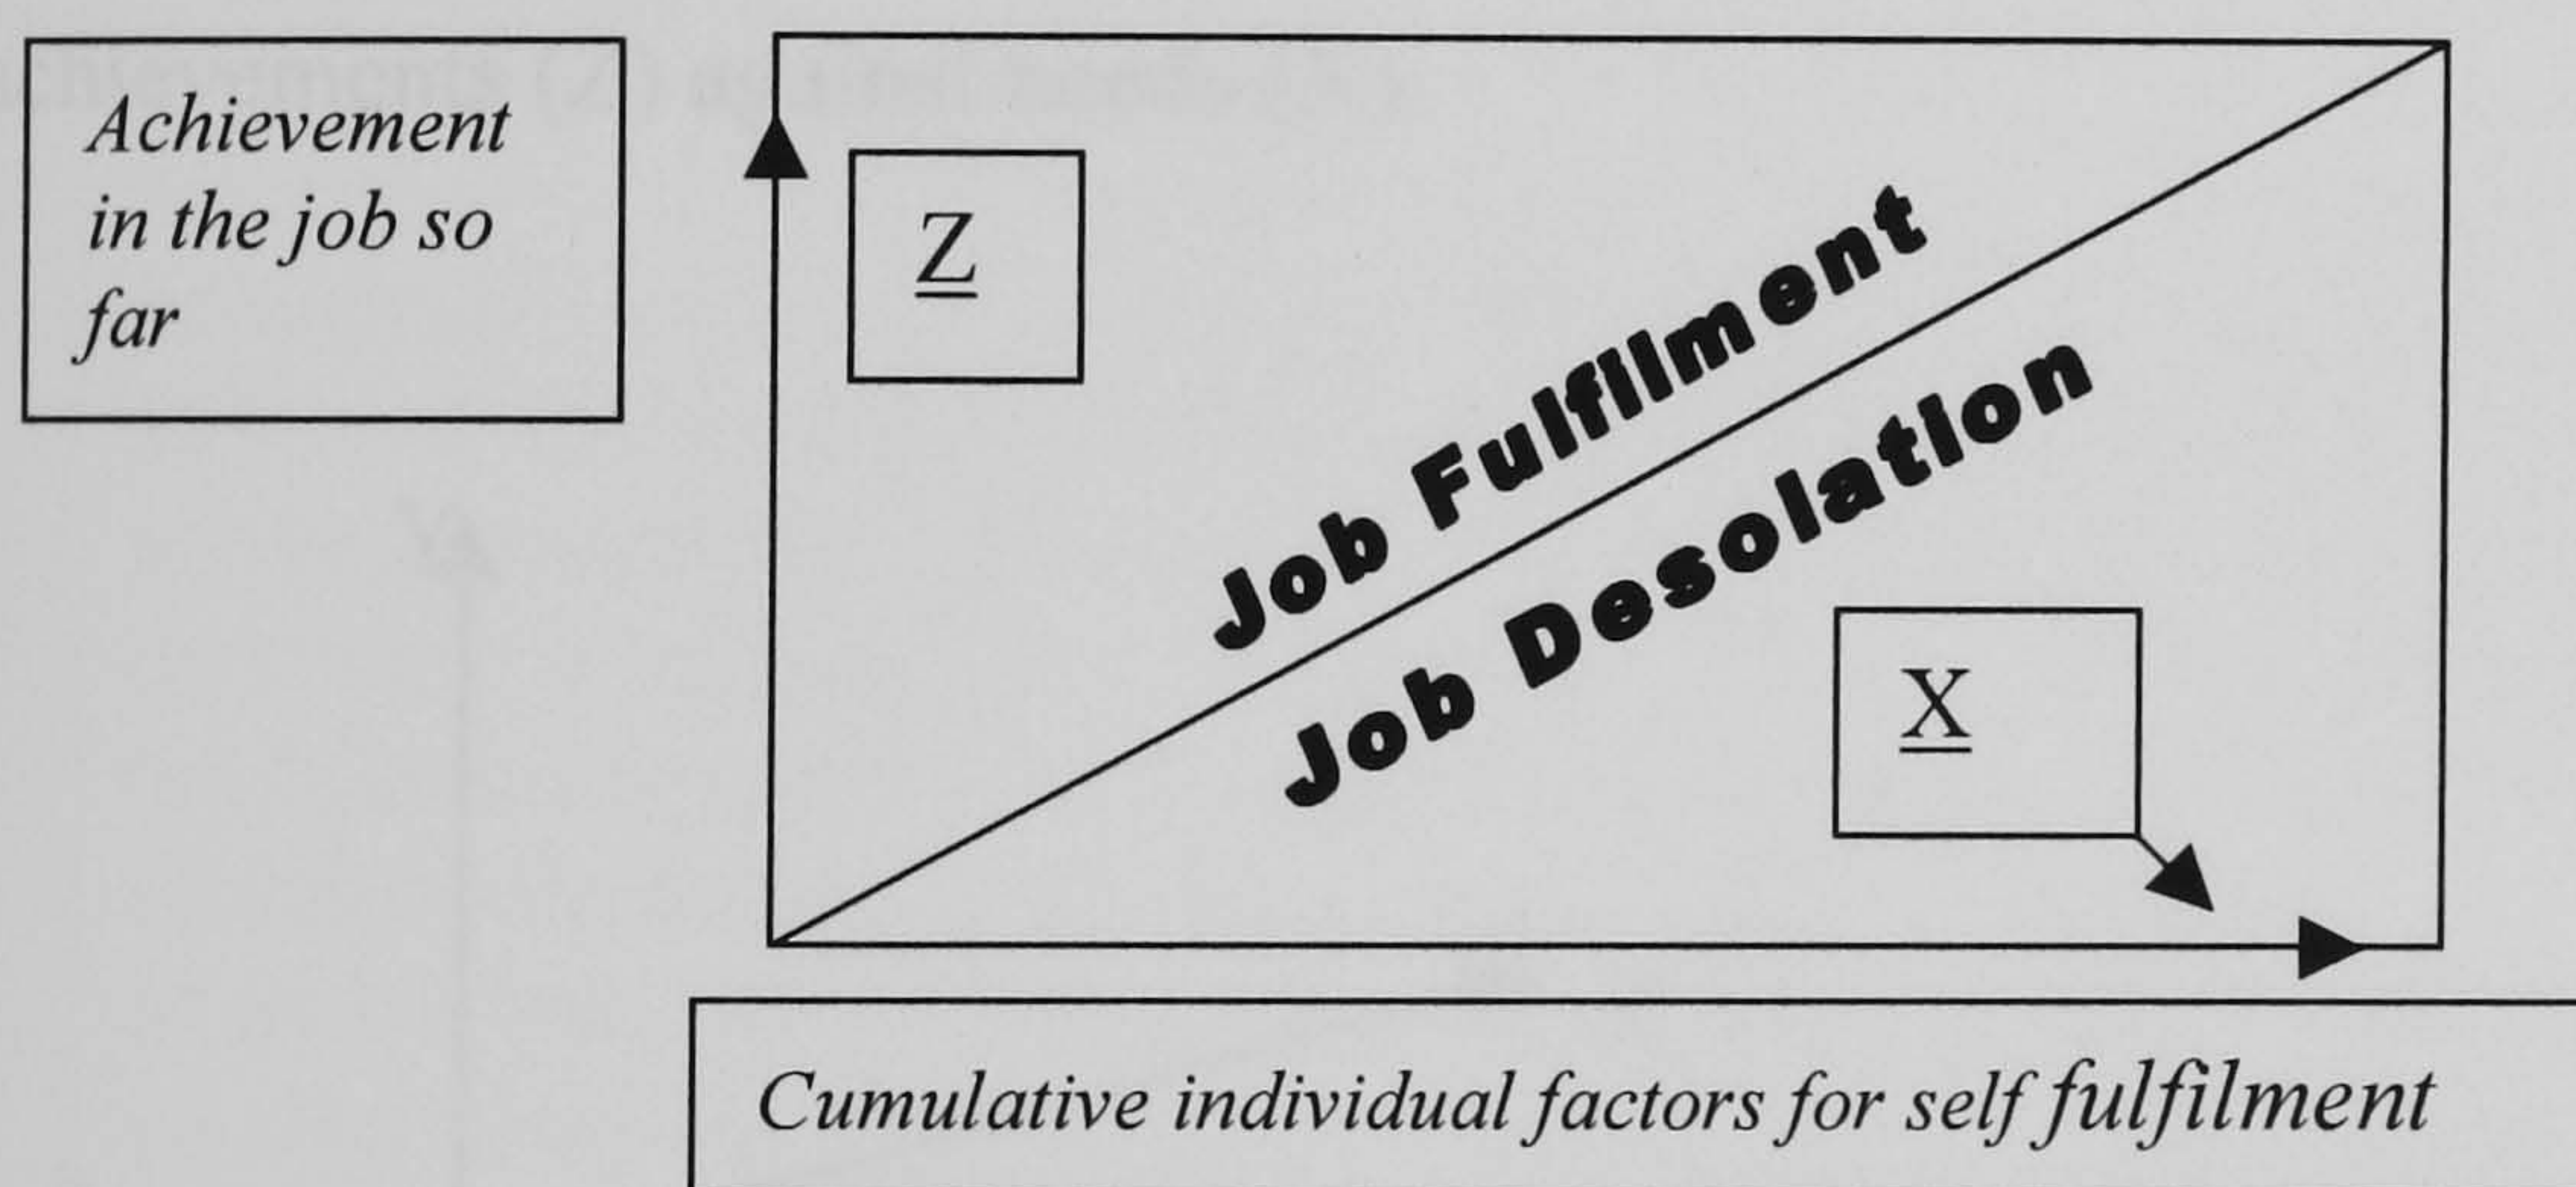 Achievement
in the job so
far
Z
Job Fulfilment
Job Desolation
X
Cumulative individual factors for self fulfilment